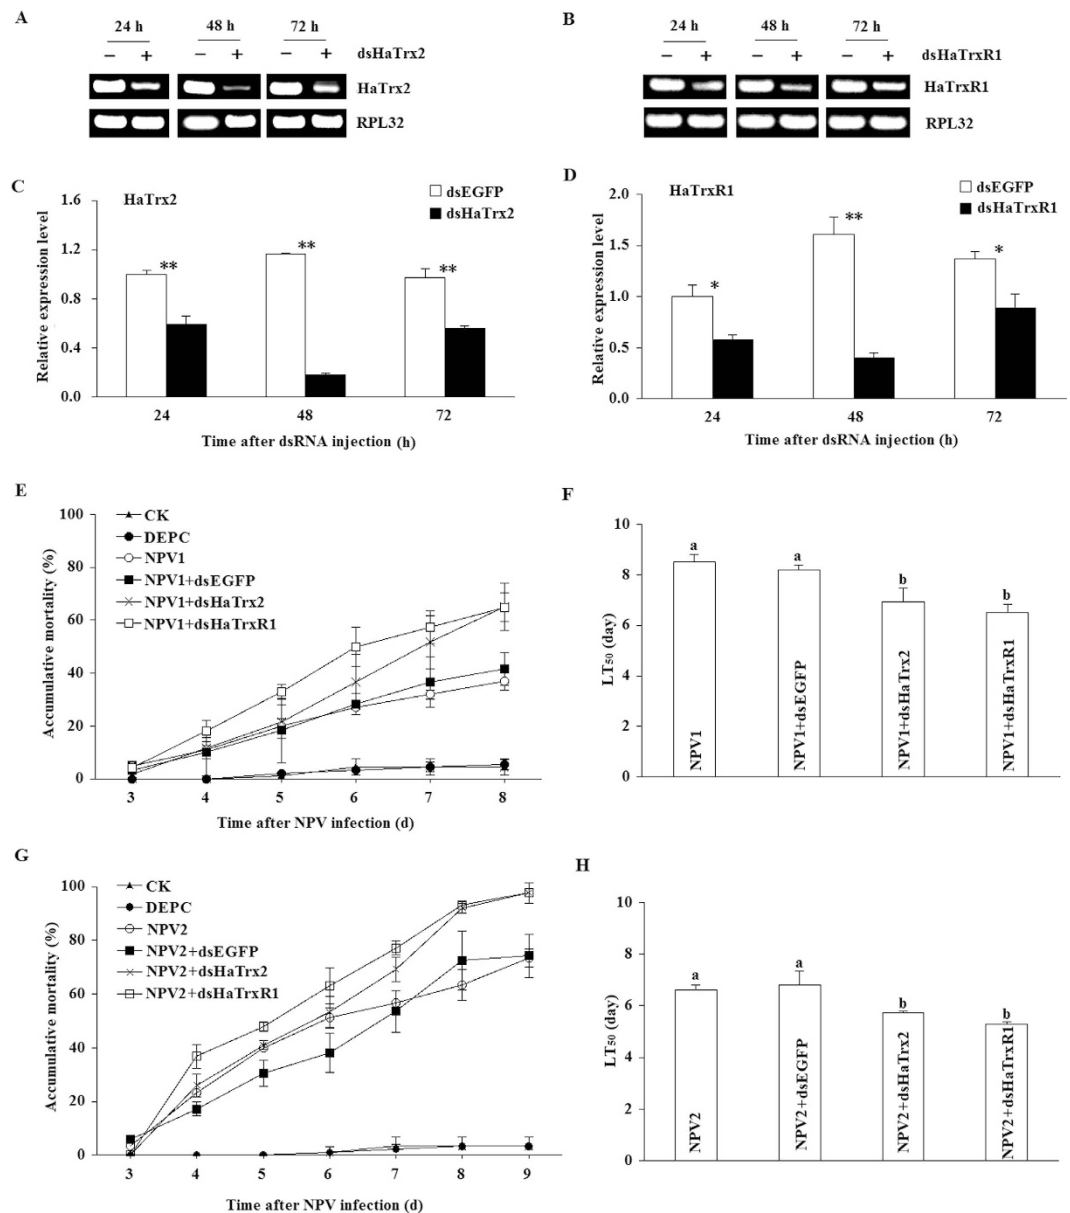 A
24 h 48 h 72 h
− + − + − + dsHaTrx2
HaTrx2
RPL32
B
24 h 48 h 72 h
− + − + − + dsHaTrxR1
HaTrxR1
RPL32
C
HaTrx2
dsEGFP
dsHaTrx2
Relative expression level
1.6
1.2
0.8
0.4
0.0
** ** **
24 48 72
Time after dsRNA injection (h)
D
HaTrxR1
dsEGFP
dsHaTrxR1
Relative expression level
2.0
1.5
1.0
0.5
0.0
* ** *
24 48 72
Time after dsRNA injection (h)
E
CK
DEPC
NPV1
NPV1+dsEGFP
NPV1+dsHaTrx2
NPV1+dsHaTrxR1
Accumulative mortality (%)
100
80
60
40
20
0
3 4 5 6 7 8
Time after NPV infection (d)
F
LT50 (day)
10
8
6
4
2
0
a a b b
NPV1
NPV1+dsEGFP
NPV1+dsHaTrx2
NPV1+dsHaTrxR1
G
CK
DEPC
NPV2
NPV2+dsEGFP
NPV2+dsHaTrx2
NPV2+dsHaTrxR1
Accumulative mortality (%)
100
80
60
40
20
0
3 4 5 6 7 8 9
Time after NPV infection (d)
H
LT50 (day)
10
8
6
4
2
0
a a b b
NPV2
NPV2+dsEGFP
NPV2+dsHaTrx2
NPV2+dsHaTrxR1